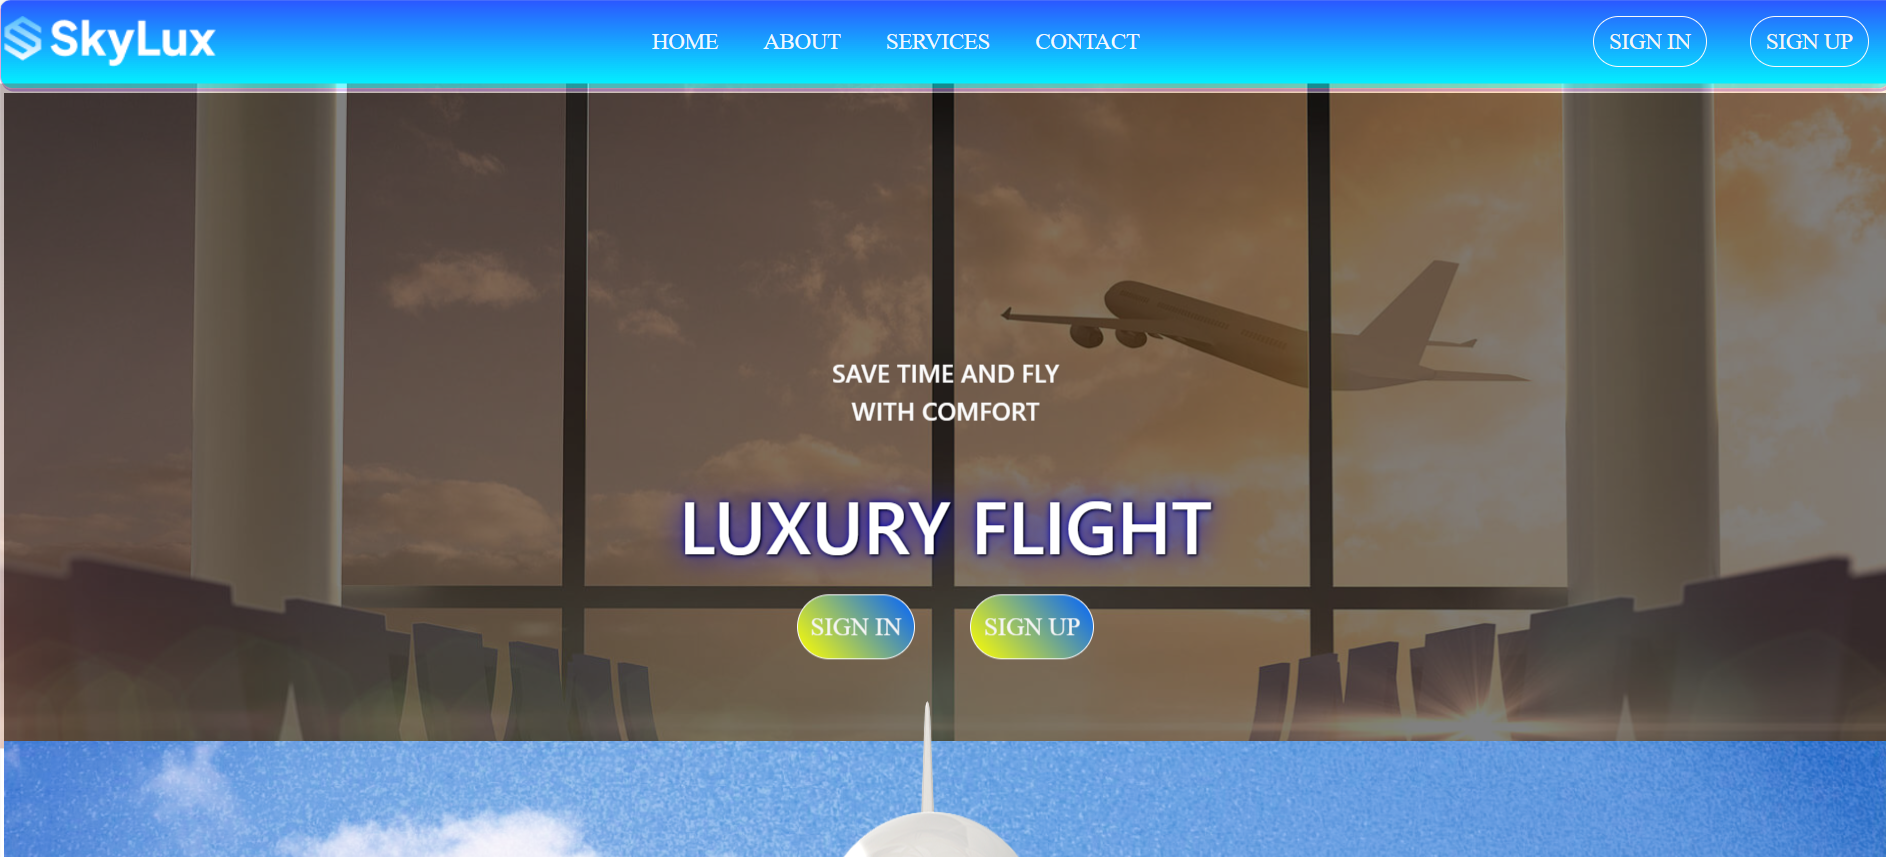 SkyLux
HOME ABOUT SERVICES CONTACT
SIGN IN SIGN UP
SAVE TIME AND FLY
WITH COMFORT
LUXURY FLIGHT
SIGN IN SIGN UP